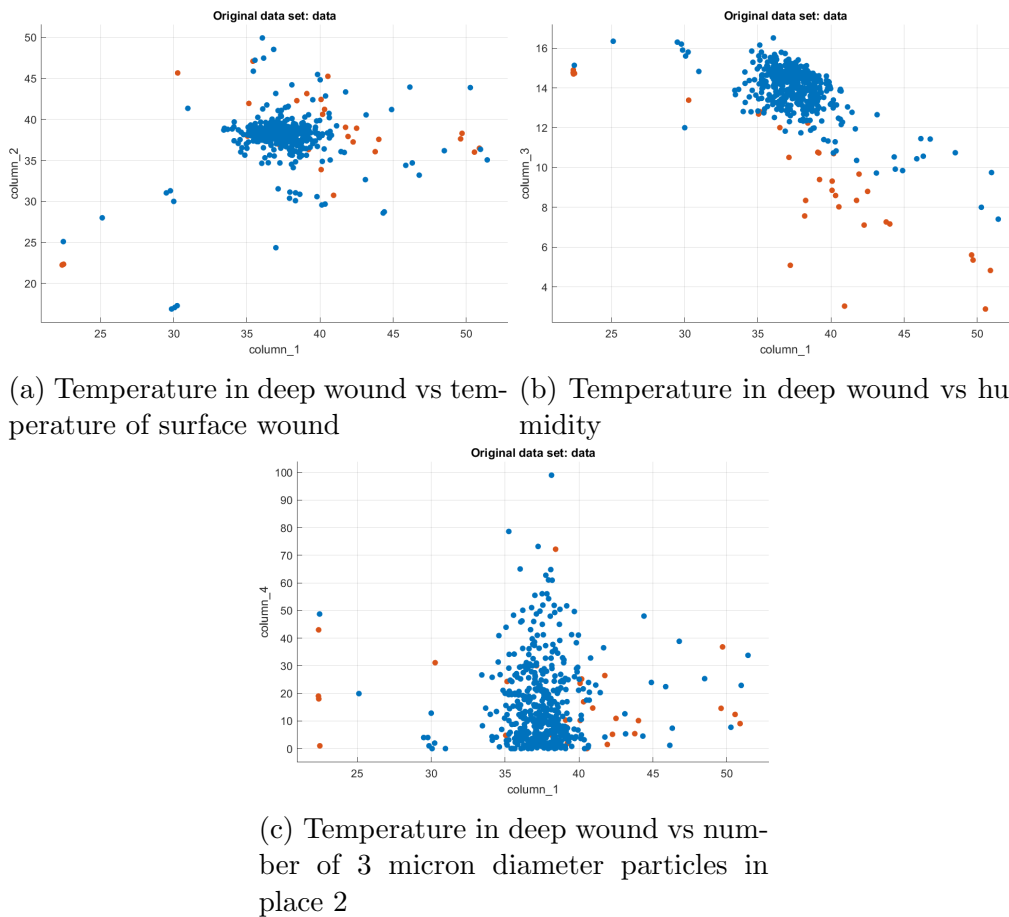 Original data set: data
50
45
40
35
30
25
20
column_2
25 30 35 40 45 50
column_1
Original data set: data
16
14
12
10
8
6
4
column_3
25 30 35 40 45 50
column_1
(a) Temperature in deep wound vs tem-
perature of surface wound
(b) Temperature in deep wound vs hu
midity
Original data set: data
100
90
80
70
60
50
40
30
20
10
0
column_4
25 30 35 40 45 50
column_1
(c) Temperature in deep wound vs num-
ber of 3 micron diameter particles in
place 2